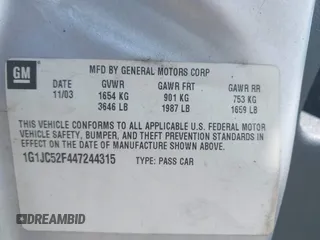 GM
MFD BY GENERAL MOTORS CORP
DATE GVWR GAWR FRT GAWR RR
11/03 1654 KG 901 KG 753 KG
3646 LB 1987 LB 1659 LB
THIS VEHICLE CONFORMS TO ALL APPLICABLE U.S. FEDERAL MOTOR
VEHICLE SAFETY, BUMPER, AND THEFT PREVENTION STANDARDS
IN EFFECT ON THE DATE OF MANUFACTURE SHOWN ABOVE.
1G1JC52F447244315 TYPE: PASS CAR
AUTOBIDMASTER